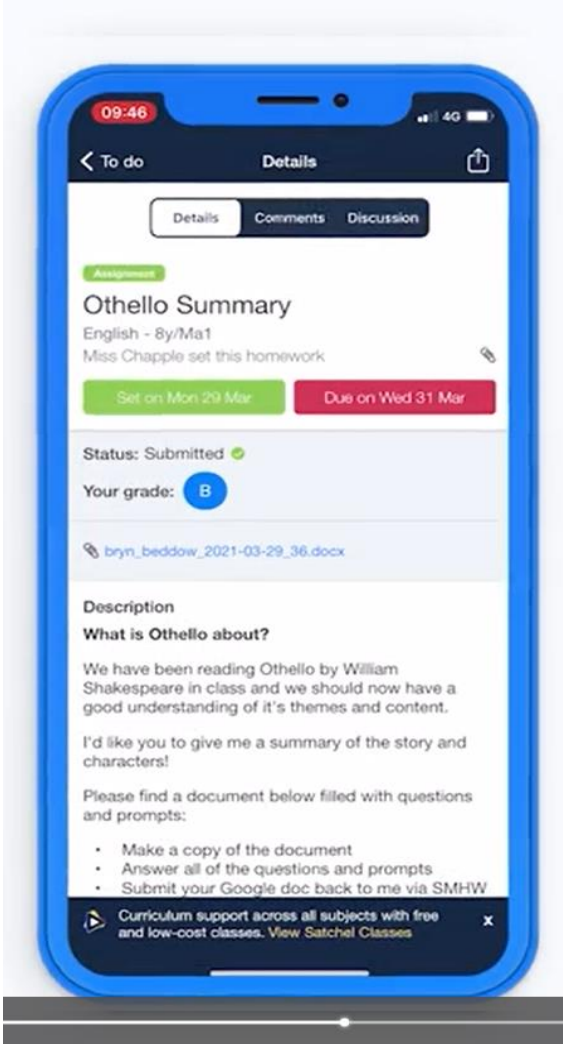 09:46
4G
To do
Details
Details
Comments
Discussion
Assignment
Othello Summary
English - 8y/Ma1
Miss Chapple set this homework
Set on Mon 29 Mar
Due on Wed 31 Mar
Status: Submitted
Your grade: B
bryn_beddow_2021-03-29_36.docx
Description
What is Othello about?
We have been reading Othello by William
Shakespeare in class and we should now have a
good understanding of it's themes and content.
I'd like you to give me a summary of the story and
characters!
Please find a document below filled with questions
and prompts:
• Make a copy of the document
• Answer all of the questions and prompts
• Submit your Google doc back to me via SMHW
Curriculum support across all subjects with free
and low-cost classes. View Satchel Classes
x